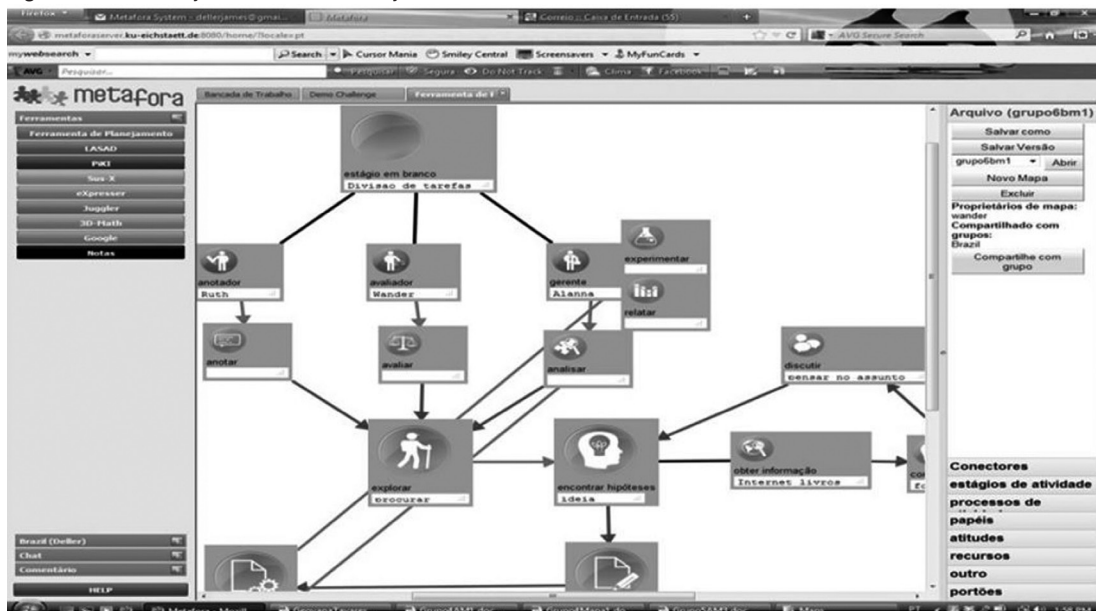 Metafora System - dellerjames@gmai...
Metafora
Correio :: Caixa de Entrada (55)
metaforaserver.ku-eichstaett.de:8080/home/?locale=pt
AVG Secure Search
mywebsearch
Search
Cursor Mania
Smiley Central
Screensavers
MyFunCards
AVG
Pesquisar...
Pesquisar
Segura
Do Not Track
Clima
Facebook
metafora
Bancada de Trabalho
Demo Challenge
Ferramenta de
Ferramentas
Ferramenta de Planejamento
LASAD
PiKI
Sus-X
eXpresser
Juggler
3D-Math
Google
Notas
Brazil (Deller)
Chat
Comentário
HELP
estágio em branco
Divisao de tarefas
anotador
Ruth
avaliador
Wander
gerente
Alanna
experimentar
relatar
anotar
avaliar
analisar
discutir
pensar no assunto
explorar
procurar
encontrar hipóteses
ideia
obter informação
Internet livros
Arquivo (grupo6bm1)
Salvar como
Salvar Versão
grupo6bm1
Abrir
Novo Mapa
Excluir
Proprietários de mapa:
wander
Compartilhado com
grupos:
Brazil
Compartilhe com
grupo
Conectores
estágios de atividade
processos de
papéis
atitudes
recursos
outro
portões
PT
1:56 PM